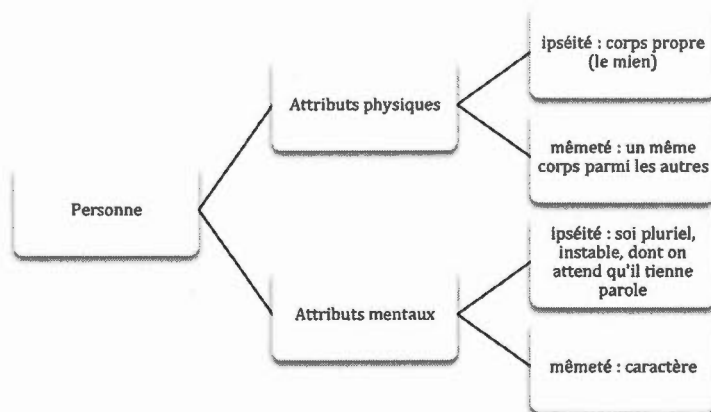 Personne
Attributs physiques
ipséité : corps propre
(le mien)
mêmeté : un même
corps parmi les autres
Attributs mentaux
ipséité : soi pluriel,
instable, dont on
attend qu'il tienne
parole
mêmeté : caractère